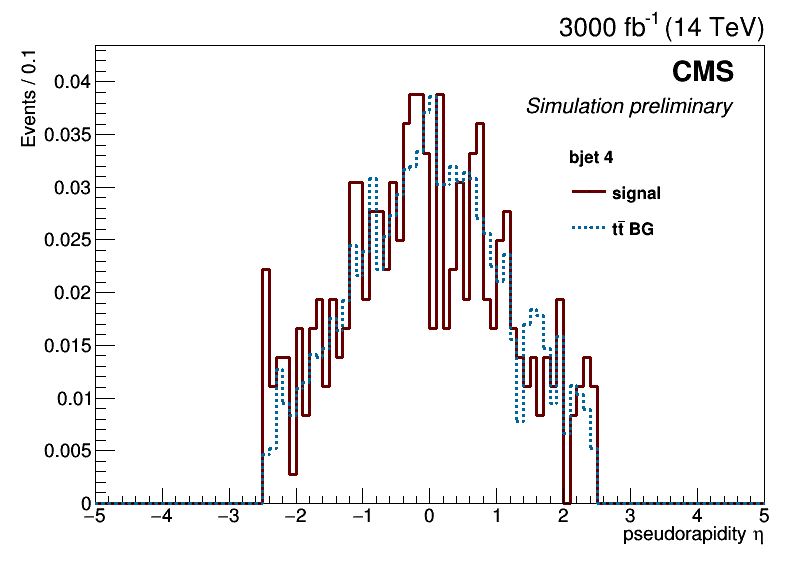 3000 fb⁻¹ (14 TeV)
Events / 0.1
CMS
Simulation preliminary
bjet 4
signal
tt̄ BG
0.04
0.035
0.03
0.025
0.02
0.015
0.01
0.005
0
−5 −4 −3 −2 −1 0 1 2 3 4 5
pseudorapidity η